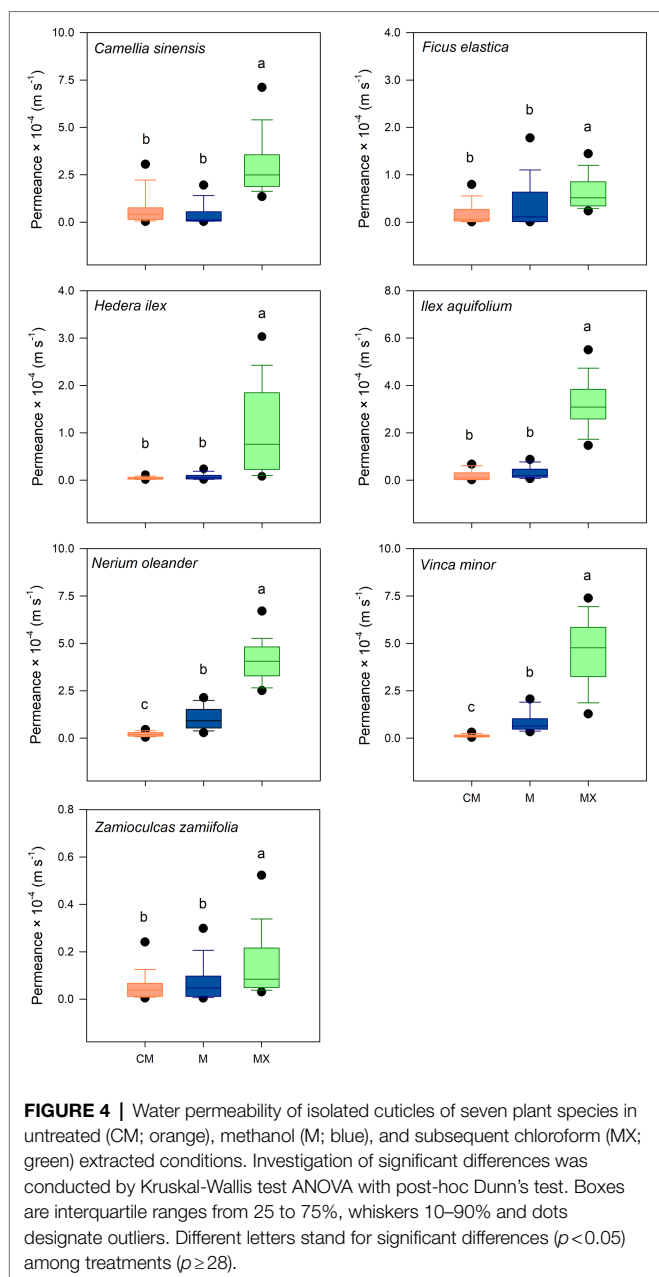 Camellia sinensis
Permeance × 10⁻⁴ (m s⁻¹)
10.0
7.5
5.0
2.5
0.0
b
b
a
Ficus elastica
Permeance × 10⁻⁴ (m s⁻¹)
4.0
3.0
2.0
1.0
0.0
b
b
a
Hedera ilex
Permeance × 10⁻⁴ (m s⁻¹)
4.0
3.0
2.0
1.0
0.0
b
b
a
Ilex aquifolium
Permeance × 10⁻⁴ (m s⁻¹)
8.0
6.0
4.0
2.0
0.0
b
b
a
Nerium oleander
Permeance × 10⁻⁴ (m s⁻¹)
10.0
7.5
5.0
2.5
0.0
c
b
a
Vinca minor
Permeance × 10⁻⁴ (m s⁻¹)
10.0
7.5
5.0
2.5
0.0
c
b
a
CM M MX
Zamioculcas zamiifolia
Permeance × 10⁻⁴ (m s⁻¹)
0.8
0.6
0.4
0.2
0.0
b
b
a
CM M MX
FIGURE 4 | Water permeability of isolated cuticles of seven plant species in
untreated (CM; orange), methanol (M; blue), and subsequent chloroform (MX;
green) extracted conditions. Investigation of significant differences was
conducted by Kruskal-Wallis test ANOVA with post-hoc Dunn's test. Boxes
are interquartile ranges from 25 to 75%, whiskers 10–90% and dots
designate outliers. Different letters stand for significant differences (p<0.05)
among treatments (p≥28).